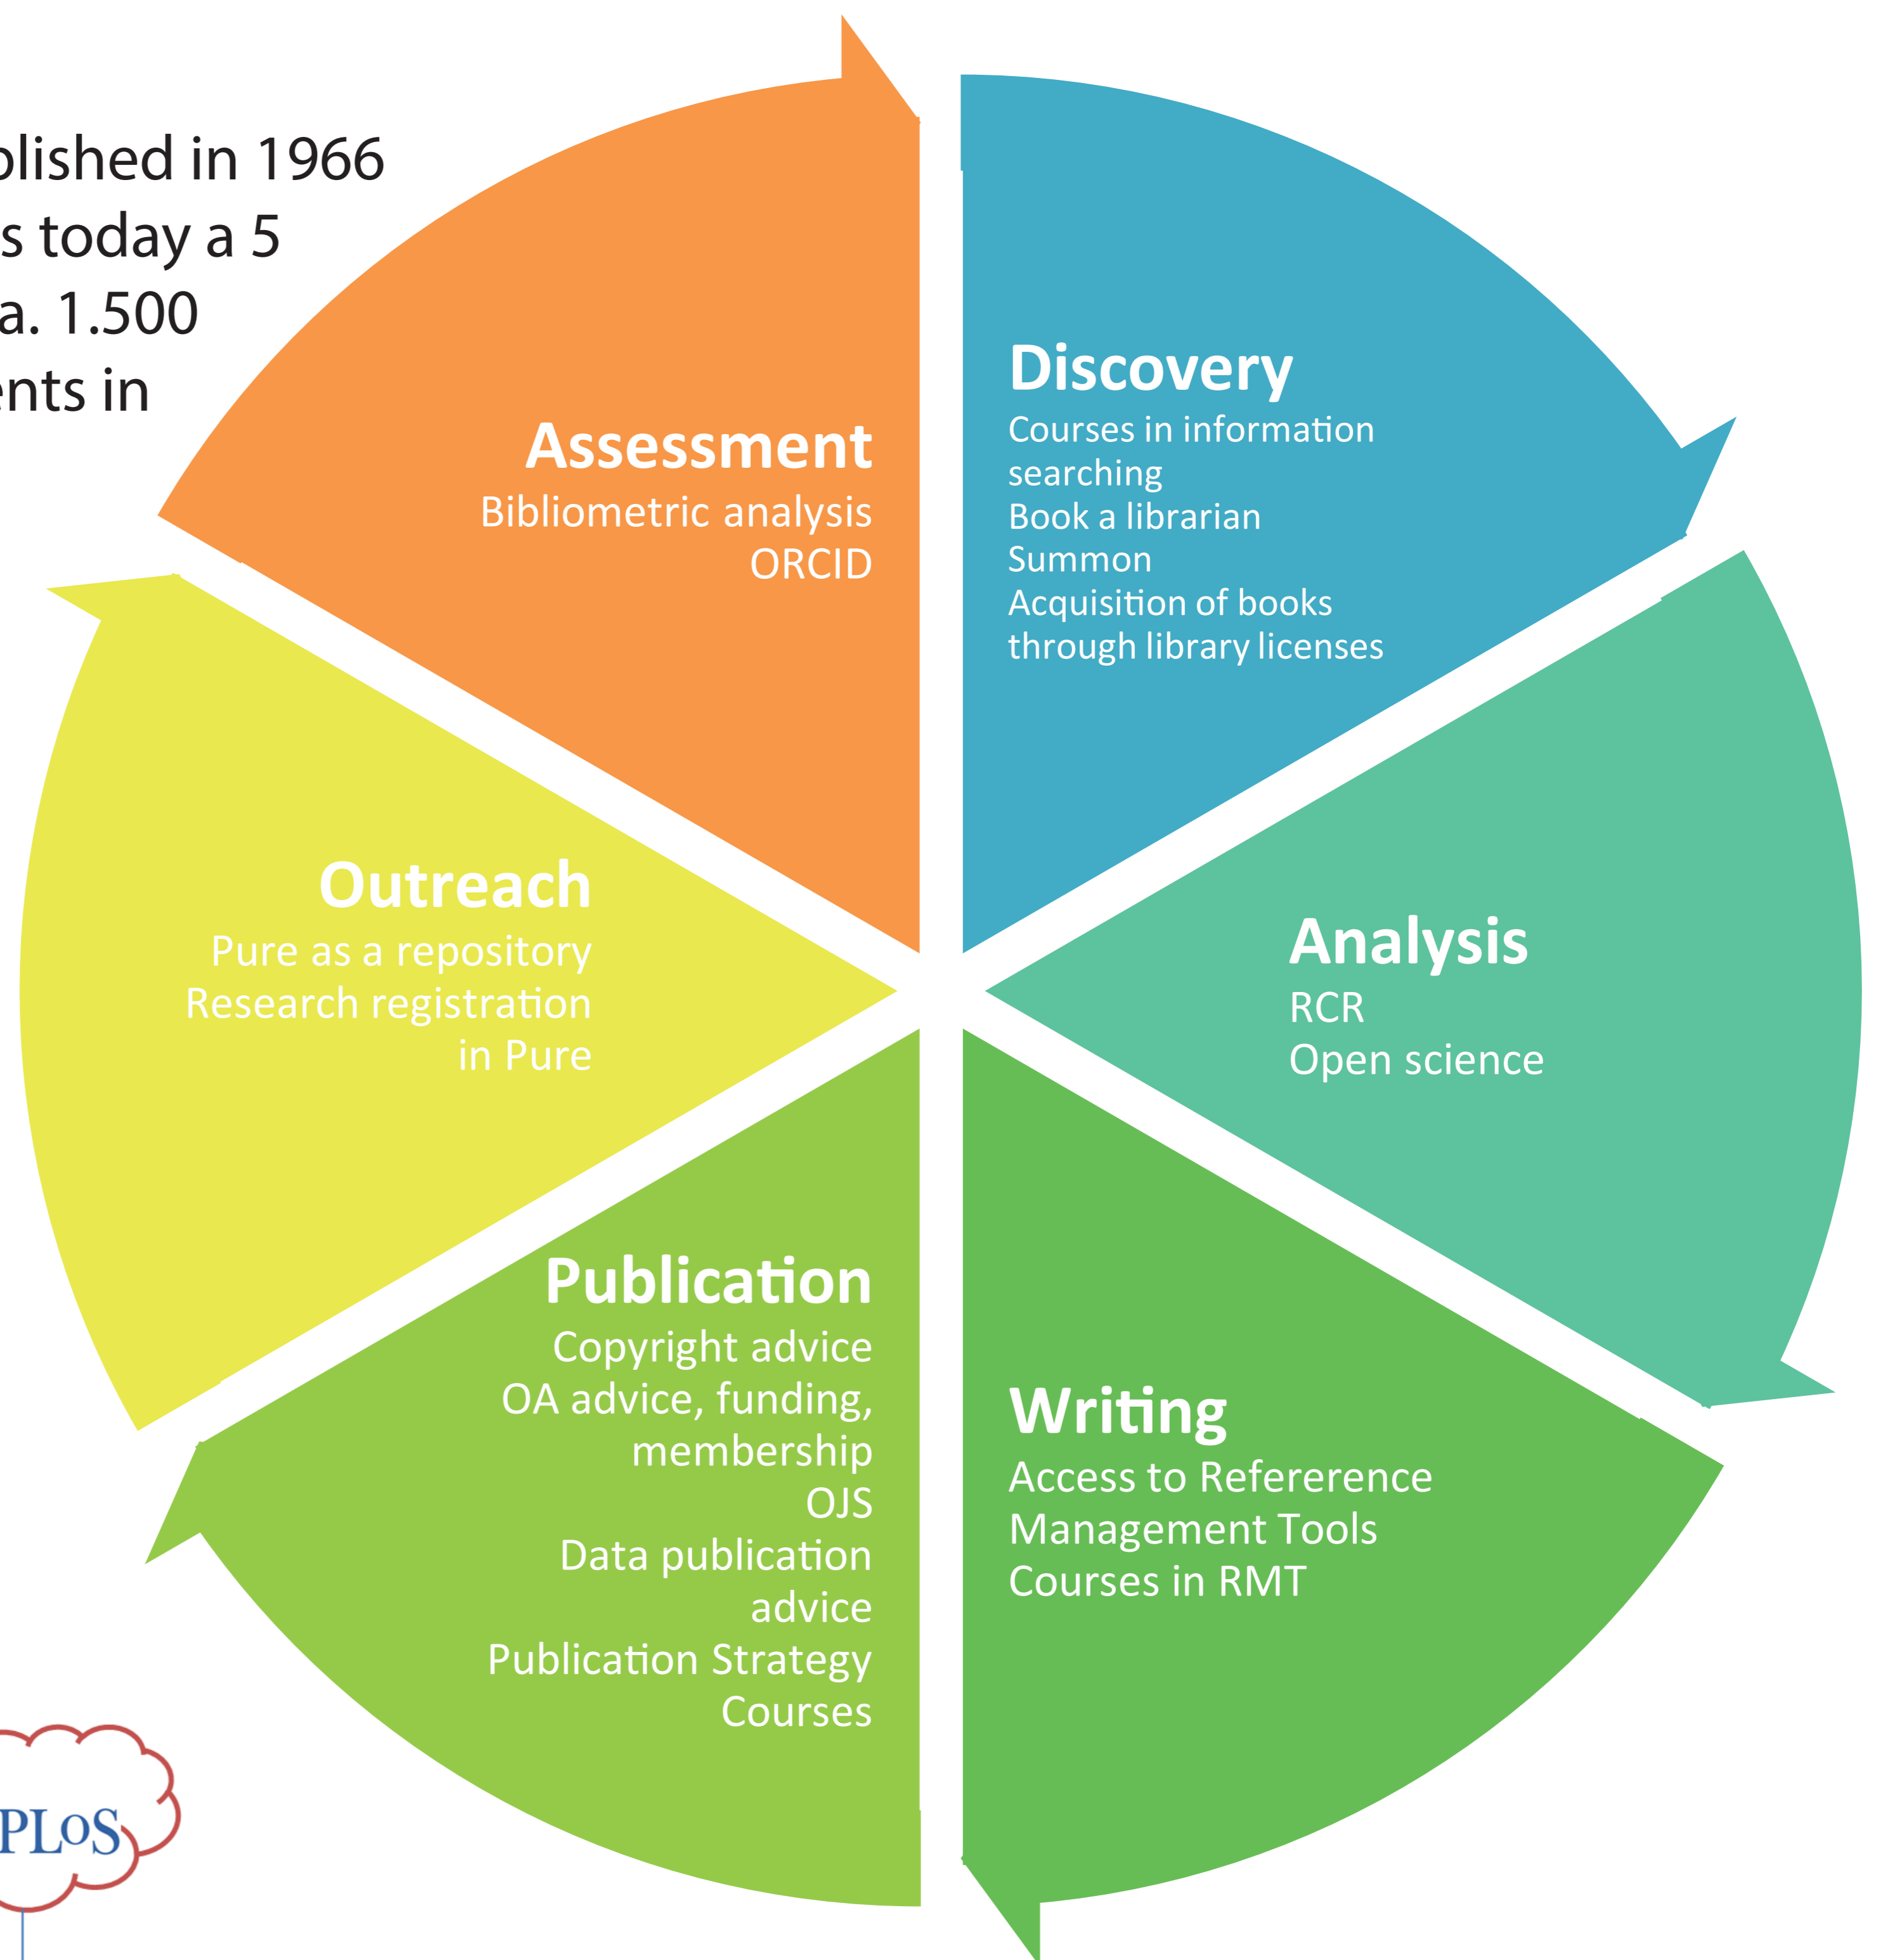 lished in 1966
s today a 5
a. 1.500
ents in
Assessment
Bibliometric analysis
ORCID
Discovery
Courses in information
searching
Book a librarian
Summon
Acquisition of books
through library licenses
Outreach
Pure as a repository
Research registration
in Pure
Analysis
RCR
Open science
Publication
Copyright advice
OA advice, funding,
membership
OJS
Data publication
advice
Publication Strategy
Courses
Writing
Access to Refererence
Management Tools
Courses in RMT
PLoS